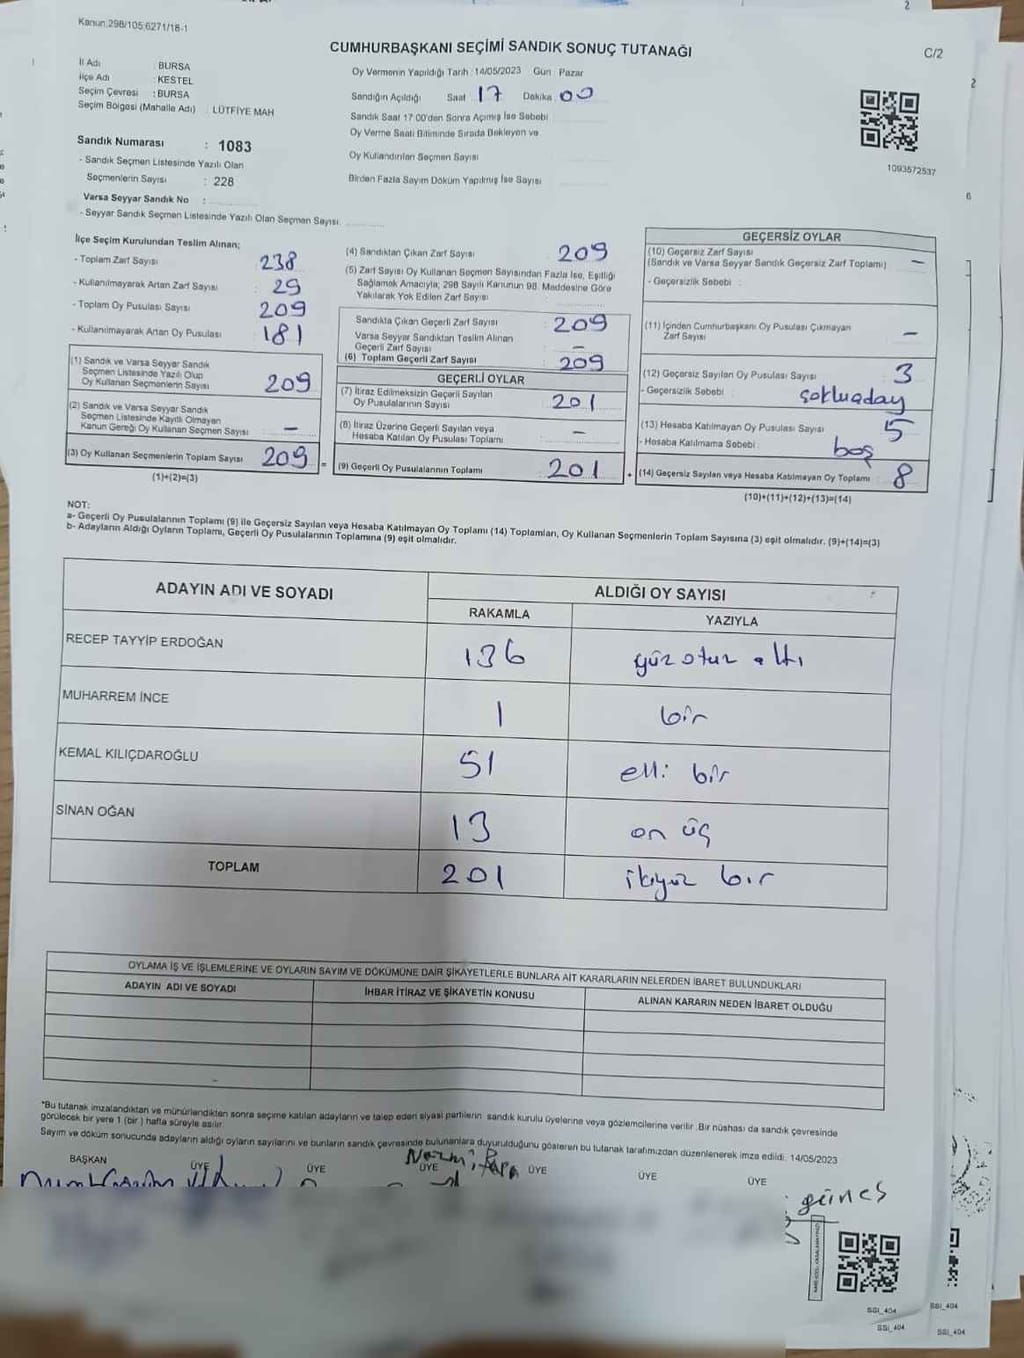 Kanun:298/105;6271/18-1
CUMHURBAŞKANI SEÇİMİ SANDIK SONUÇ TUTANAĞI
C/2
İl Adı : BURSA
İlçe Adı : KESTEL
Seçim Çevresi : BURSA
Seçim Bölgesi (Mahalle Adı) : LÜTFİYE MAH
Sandık Numarası : 1083
- Sandık Seçmen Listesinde Yazılı Olan
Seçmenlerin Sayısı : 228
Varsa Seyyar Sandık No :
- Seyyar Sandık Seçmen Listesinde Yazılı Olan Seçmen Sayısı
Oy Vermenin Yapıldığı Tarih : 14/05/2023 Gün : Pazar
Sandığın Açıldığı Saat 17 Dakika 00
Sandık Saat 17:00'den Sonra Açılmış İse Sebebi
Oy Verme Saati Bitiminde Sırada Bekleyen ve
Oy Kullandırılan Seçmen Sayısı
Birden Fazla Sayım Döküm Yapılmış İse Sayısı
1093572537
İlçe Seçim Kurulundan Teslim Alınan;
- Toplam Zarf Sayısı 238
- Kullanılmayarak Artan Zarf Sayısı : 29
- Toplam Oy Pusulası Sayısı 209
- Kullanılmayarak Artan Oy Pusulası 181
(1) Sandık ve Varsa Seyyar Sandık
Seçmen Listesinde Yazılı Olup
Oy Kullanan Seçmenlerin Sayısı 209
(2) Sandık ve Varsa Seyyar Sandık
Seçmen Listesinde Kayıtlı Olmayan
Kanun Gereği Oy Kullanan Seçmen Sayısı –
(3) Oy Kullanan Seçmenlerin Toplam Sayısı 209
(1)+(2)=(3)
(4) Sandıktan Çıkan Zarf Sayısı : 209
(5) Zarf Sayısı Oy Kullanan Seçmen Sayısından Fazla İse, Eşitliği
Sağlamak Amacıyla; 298 Sayılı Kanunun 98. Maddesine Göre
Yakılarak Yok Edilen Zarf Sayısı :
Sandıkta Çıkan Geçerli Zarf Sayısı : 209
Varsa Seyyar Sandıktan Teslim Alınan
Geçerli Zarf Sayısı : –
(6) Toplam Geçerli Zarf Sayısı : 209
GEÇERLİ OYLAR
(7) İtiraz Edilmeksizin Geçerli Sayılan
Oy Pusulalarının Sayısı : 201
(8) İtiraz Üzerine Geçerli Sayılan veya
Hesaba Katılan Oy Pusulası Toplamı : –
= (9) Geçerli Oy Pusulalarının Toplamı : 201
GEÇERSİZ OYLAR
(10) Geçersiz Zarf Sayısı
(Sandık ve Varsa Seyyar Sandık Geçersiz Zarf Toplamı) –
- Geçersizlik Sebebi :
(11) İçinden Cumhurbaşkanı Oy Pusulası Çıkmayan
Zarf Sayısı –
(12) Geçersiz Sayılan Oy Pusulası Sayısı : 3
- Geçersizlik Sebebi : çokluaday
(13) Hesaba Katılmayan Oy Pusulası Sayısı : 5
- Hesaba Katılmama Sebebi : boş
+ (14) Geçersiz Sayılan veya Hesaba Katılmayan Oy Toplamı : 8
(10)+(11)+(12)+(13)=(14)
NOT:
a- Geçerli Oy Pusulalarının Toplamı (9) ile Geçersiz Sayılan veya Hesaba Katılmayan Oy Toplamı (14) Toplamları, Oy Kullanan Seçmenlerin Toplam Sayısına (3) eşit olmalıdır. (9)+(14)=(3)
b- Adayların Aldığı Oyların Toplamı, Geçerli Oy Pusulalarının Toplamına (9) eşit olmalıdır.
ADAYIN ADI VE SOYADI ALDIĞI OY SAYISI
RAKAMLA YAZIYLA
RECEP TAYYİP ERDOĞAN 136 yüz otuz altı
MUHARREM İNCE 1 bir
KEMAL KILIÇDAROĞLU 51 elli bir
SİNAN OĞAN 13 on üç
TOPLAM 201 ikiyüz bir
OYLAMA İŞ VE İŞLEMLERİNE VE OYLARIN SAYIM VE DÖKÜMÜNE DAİR ŞİKAYETLERLE BUNLARA AİT KARARLARIN NELERDEN İBARET BULUNDUKLARI
ADAYIN ADI VE SOYADI İHBAR İTİRAZ VE ŞİKAYETİN KONUSU ALINAN KARARIN NEDEN İBARET OLDUĞU
*Bu tutanak imzalandıktan ve mühürlendikten sonra seçime katılan adayların ve talep eden siyasi partilerin sandık kurulu üyelerine veya gözlemcilerine verilir. Bir nüshası da sandık çevresinde
görülecek bir yere 1 (bir) hafta süreyle asılır.
Sayım ve döküm sonucunda adayların aldığı oyların sayılarını ve bunların sandık çevresinde bulunanlara duyurulduğunu gösteren bu tutanak tarafımızdan düzenlenerek imza edildi. 14/05/2023
BAŞKAN ÜYE ÜYE ÜYE ÜYE ÜYE ÜYE
güneş
SSI_404
SSI_404
SSI_404
SSI_404